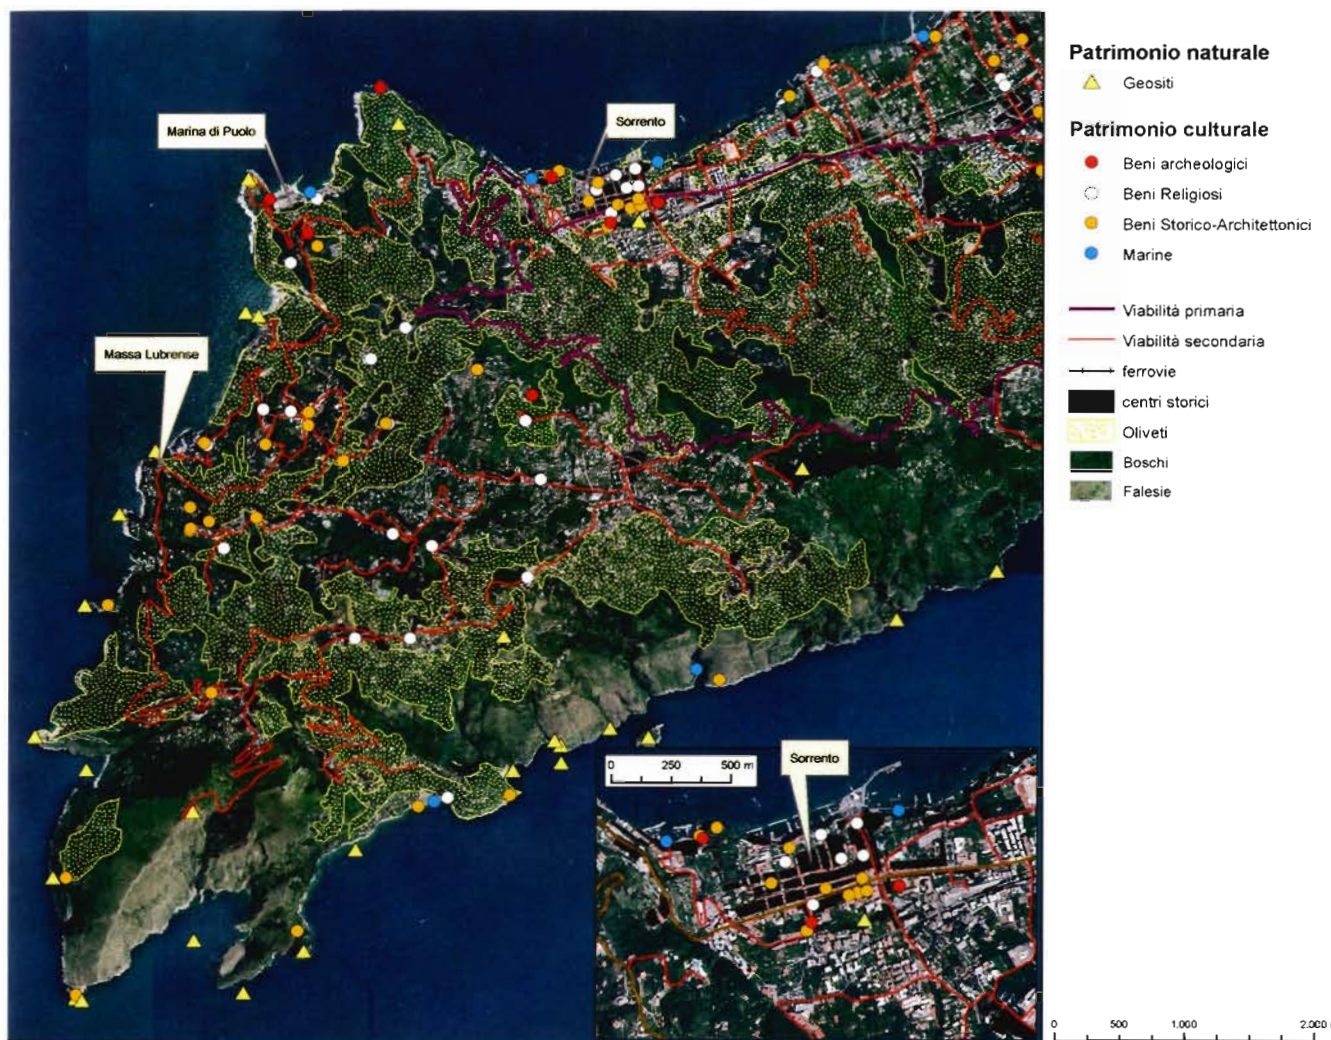 Marina di Puolo
Sorrento
Massa Lubrense
0 250 500 m
Sorrento
Patrimonio naturale
Geositi
Patrimonio culturale
Beni archeologici
Beni Religiosi
Beni Storico-Architettonici
Marine
Viabilità primaria
Viabilità secondaria
ferrovie
centri storici
Oliveti
Boschi
Falesie
0 500 1.000 2.000